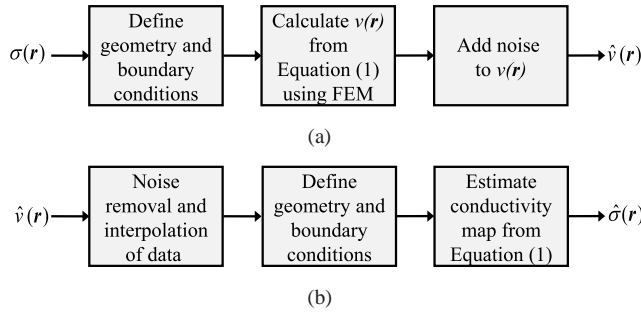 σ(r)
Define
geometry and
boundary
conditions
Calculate v(r)
from
Equation (1)
using FEM
Add noise
to v(r)
v̂(r)
(a)
v̂(r)
Noise
removal and
interpolation
of data
Define
geometry and
boundary
conditions
Estimate
conductivity
map from
Equation (1)
σ̂(r)
(b)